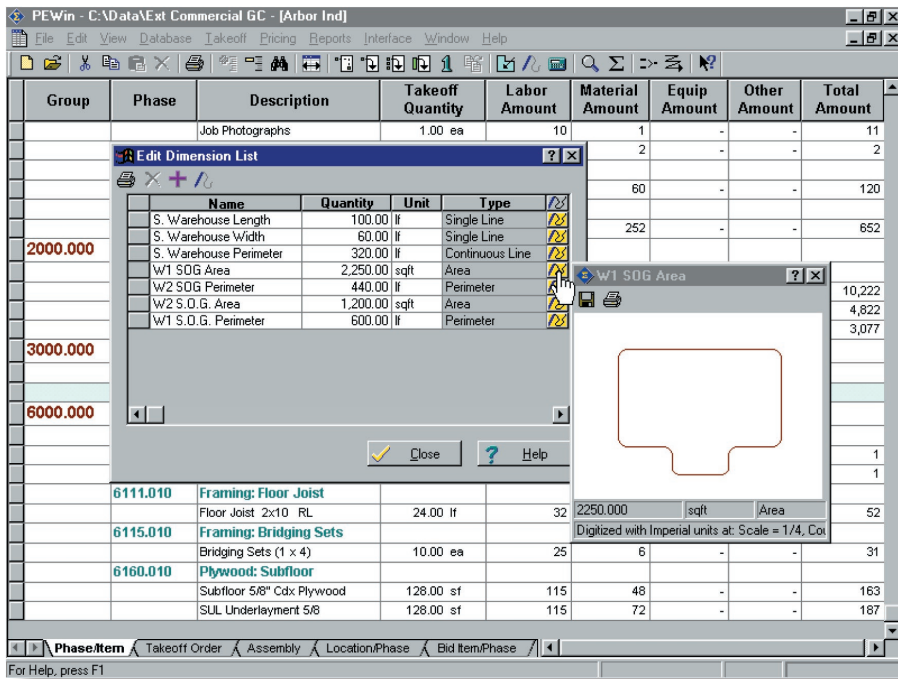 PEWin - C:\Data\Ext Commercial GC - [Arbor Ind]
File Edit View Database Takeoff Pricing Reports Interface Window Help
Group Phase Description Takeoff Quantity Labor Amount Material Amount Equip Amount Other Amount Total Amount
Job Photographs 1.00 ea 10 1 - - 11
2 - - 2
60 - - 120
252 - - 652
2000.000
10,222
4,822
3,077
3000.000
6000.000
1
1
6111.010 Framing: Floor Joist
Floor Joist 2x10 RL 24.00 lf 32 52
6115.010 Framing: Bridging Sets
Bridging Sets (1 x 4) 10.00 ea 25 6 - - 31
6160.010 Plywood: Subfloor
Subfloor 5/8" Cdx Plywood 128.00 sf 115 48 - - 163
SUL Underlayment 5/8 128.00 sf 115 72 - - 187
Phase/Item Takeoff Order Assembly Location/Phase Bid Item/Phase
For Help, press F1
Edit Dimension List
Name Quantity Unit Type
S. Warehouse Length 100.00 lf Single Line
S. Warehouse Width 60.00 lf Single Line
S. Warehouse Perimeter 320.00 lf Continuous Line
W1 SOG Area 2,250.00 sqft Area
W2 SOG Perimeter 440.00 lf Perimeter
W2 S.O.G. Area 1,200.00 sqft Area
W1 S.O.G. Perimeter 600.00 lf Perimeter
Close ? Help
W1 SOG Area
2250.000 sqft Area
Digitized with Imperial units at: Scale = 1/4, Cou